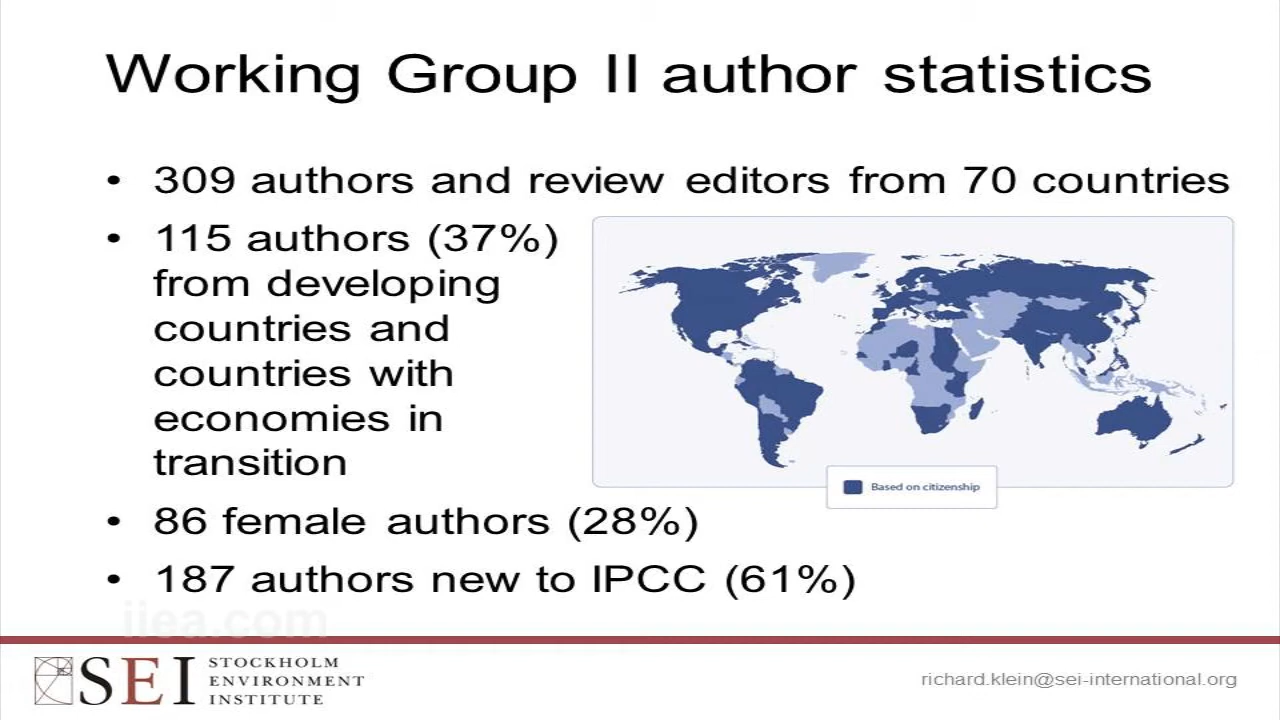 Working Group II author statistics
• 309 authors and review editors from 70 countries
• 115 authors (37%)
from developing
countries and
countries with
economies in
transition
Based on citizenship
• 86 female authors (28%)
• 187 authors new to IPCC (61%)
iiea.com
SEI
STOCKHOLM
ENVIRONMENT
INSTITUTE
richard.klein@sei-international.org